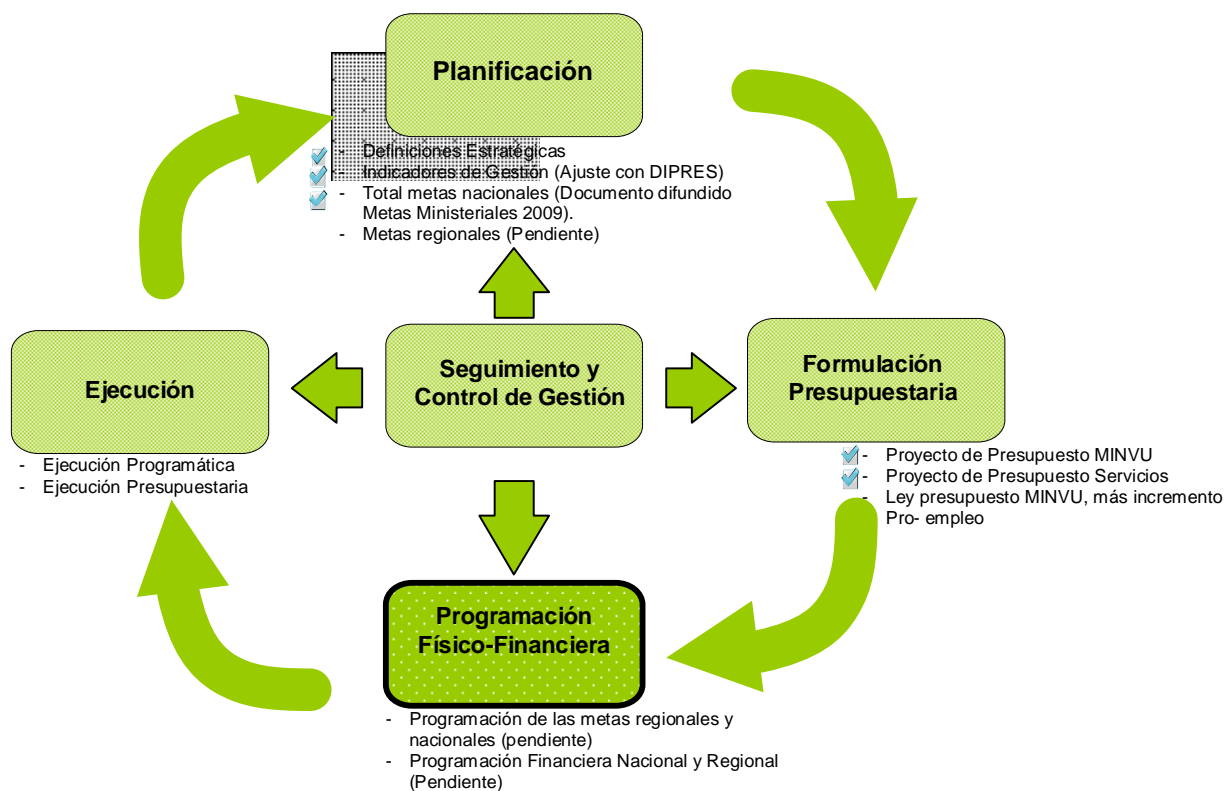 Planificación
- Definiciones Estratégicas
- Indicadores de Gestión (Ajuste con DIPRES)
- Total metas nacionales (Documento difundido
Metas Ministeriales 2009).
- Metas regionales (Pendiente)
Ejecución
- Ejecución Programática
- Ejecución Presupuestaria
Seguimiento y
Control de Gestión
Formulación
Presupuestaria
- Proyecto de Presupuesto MINVU
- Proyecto de Presupuesto Servicios
- Ley presupuesto MINVU, más incremento
Pro- empleo
Programación
Físico-Financiera
- Programación de las metas regionales y
nacionales (pendiente)
- Programación Financiera Nacional y Regional
(Pendiente)